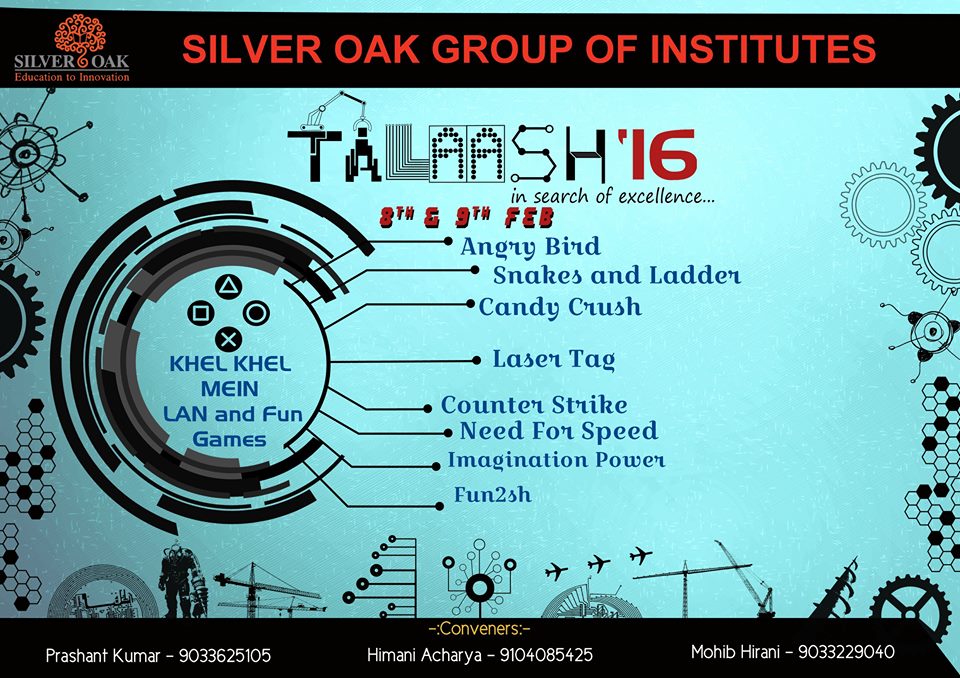 SILVER OAK
Education to Innovation
SILVER OAK GROUP OF INSTITUTES
TALAASH '16
in search of excellence...
8TH & 9TH FEB
Angry Bird
Snakes and Ladder
Candy Crush
Laser Tag
Counter Strike
Need For Speed
Imagination Power
Fun2sh
KHEL KHEL
MEIN
LAN and Fun
Games
-:Conveners:-
Prashant Kumar - 9033625105
Himani Acharya - 9104085425
Mohib Hirani - 9033229040